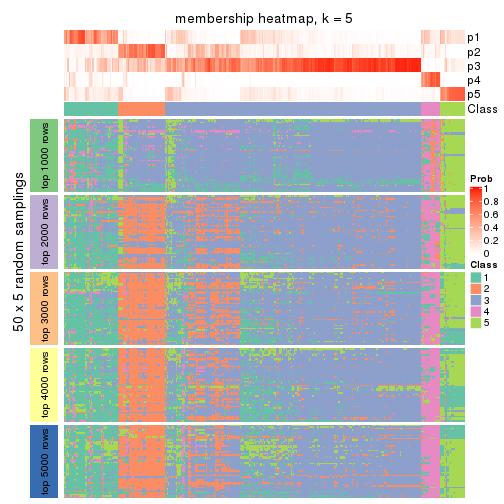 membership heatmap, k = 5
p1
p2
p3
p4
p5
Class
50 x 5 random samplings
top 1000 rows
top 2000 rows
top 3000 rows
top 4000 rows
top 5000 rows
Prob
1
0.8
0.6
0.4
0.2
0
Class
1
2
3
4
5